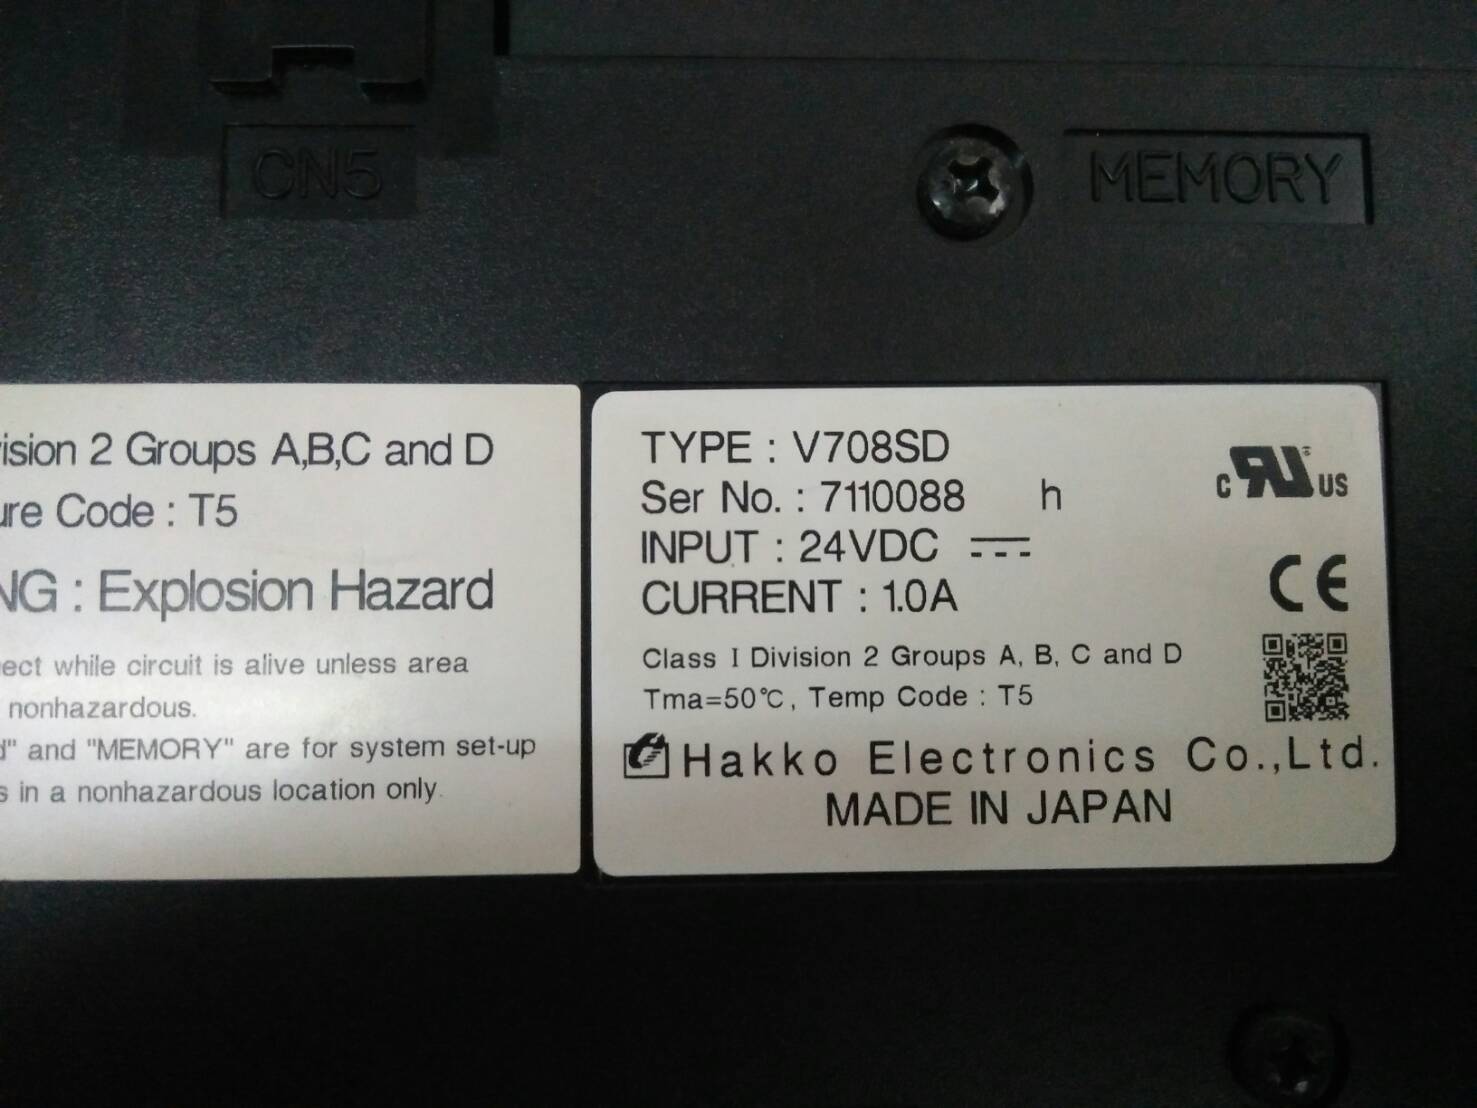 CN5
MEMORY
ision 2 Groups A,B,C and D
ure Code : T5
NG : Explosion Hazard
ect while circuit is alive unless area
nonhazardous.
d" and "MEMORY" are for system set-up
s in a nonhazardous location only.
TYPE : V708SD
Ser No. : 7110088 h
INPUT : 24VDC
CURRENT : 1.0A
Class I Division 2 Groups A, B, C and D
Tma=50℃, Temp Code : T5
Hakko Electronics Co.,Ltd.
MADE IN JAPAN
c RU ® US
CE